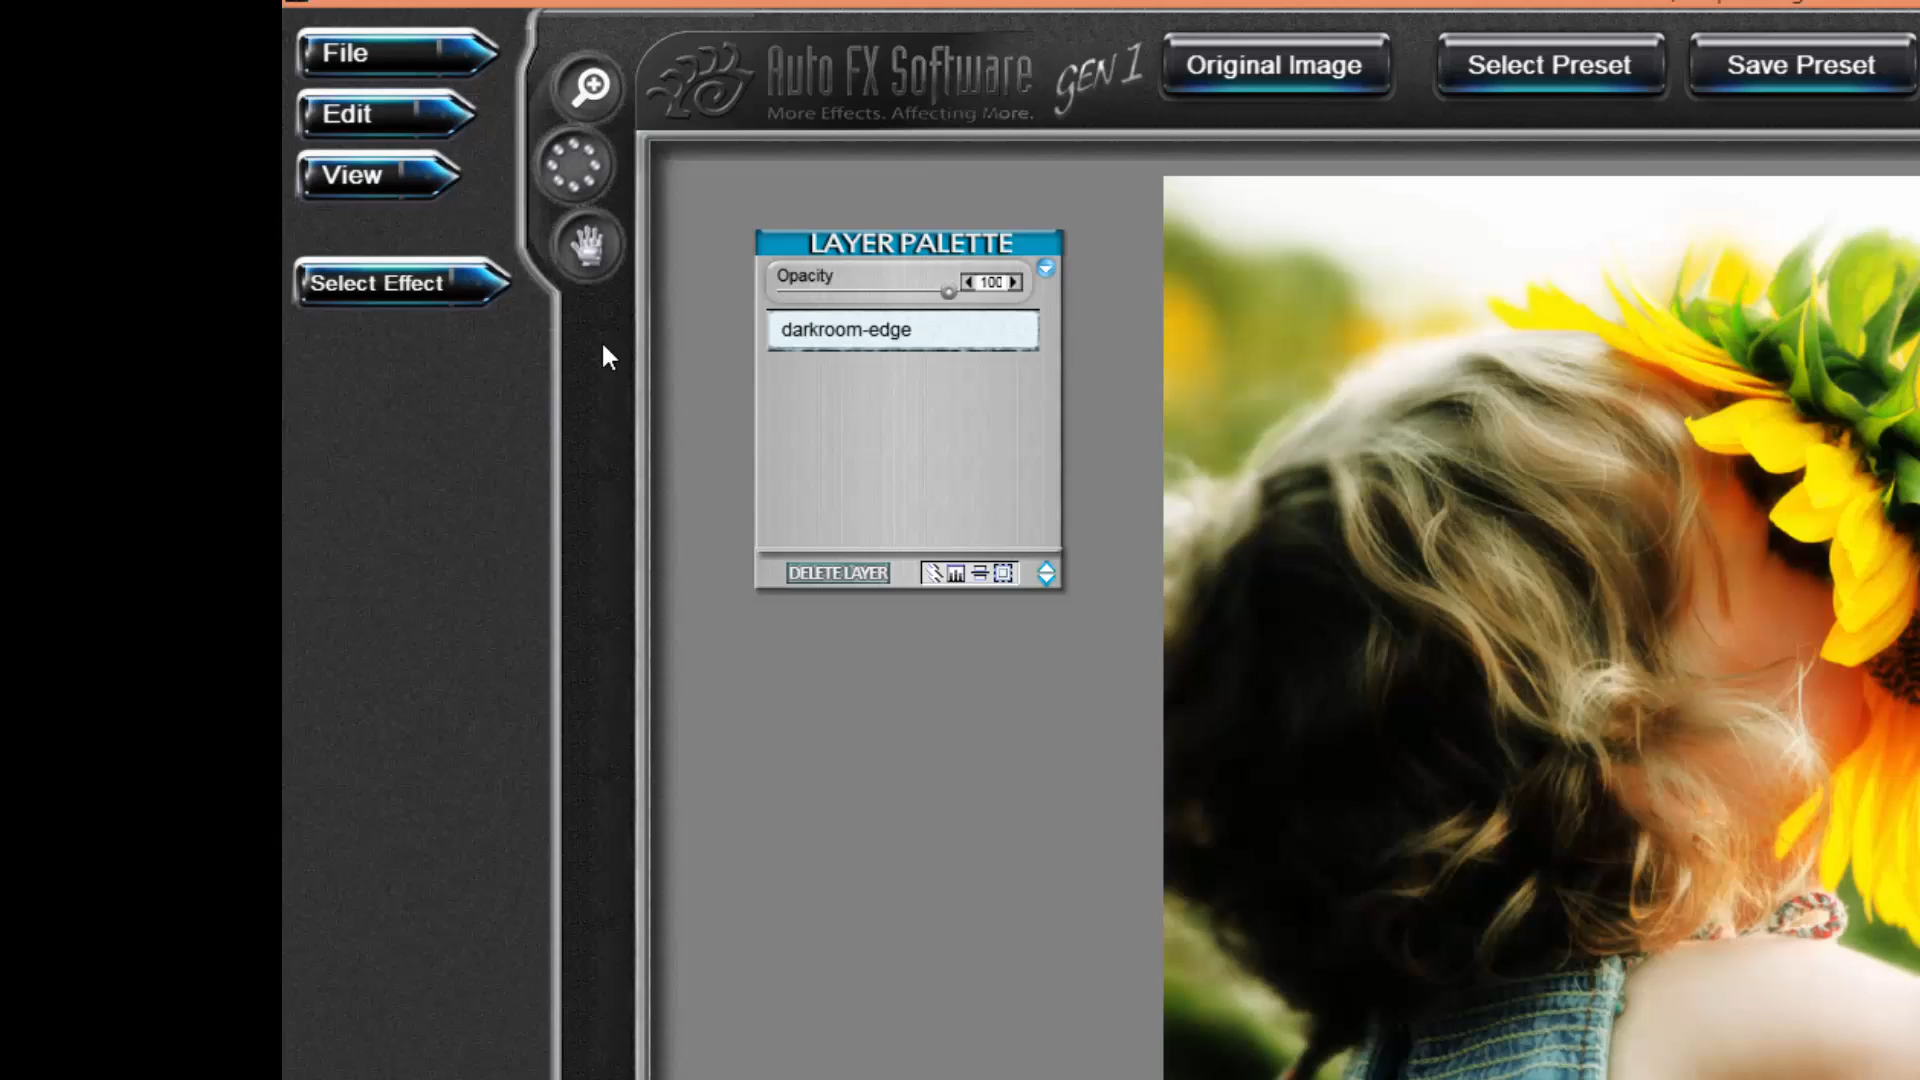 File
Edit
View
Select Effect
Auto FX Software
More Effects. Affecting More.
GEN 1
Original Image
Select Preset
Save Preset
LAYER PALETTE
Opacity
100
darkroom-edge
DELETE LAYER